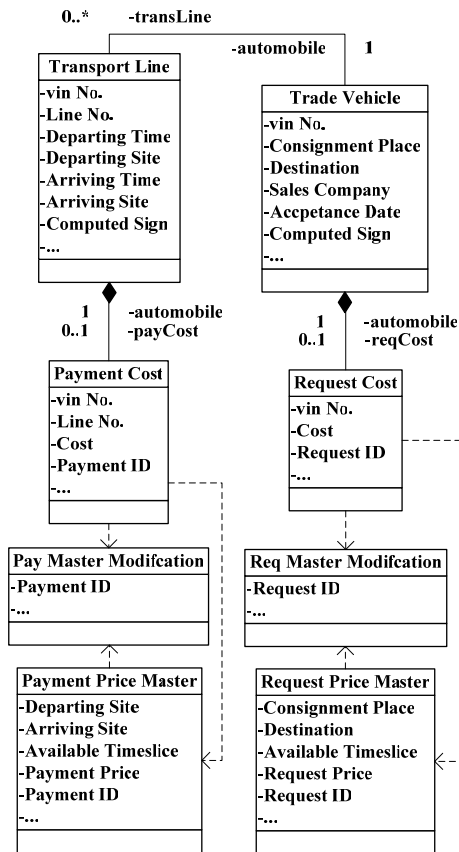 0..* -transLine
-automobile 1
Transport Line
-vin No.
-Line No.
-Departing Time
-Departing Site
-Arriving Time
-Arriving Site
-Computed Sign
-...
Trade Vehicle
-vin No.
-Consignment Place
-Destination
-Sales Company
-Accpetance Date
-Computed Sign
-...
1 -automobile
0..1 -payCost
1 -automobile
0..1 -reqCost
Payment Cost
-vin No.
-Line No.
-Cost
-Payment ID
-...
Request Cost
-vin No.
-Cost
-Request ID
-...
Pay Master Modifcation
-Payment ID
-...
Req Master Modifcation
-Request ID
-...
Payment Price Master
-Departing Site
-Arriving Site
-Available Timeslice
-Payment Price
-Payment ID
-...
Request Price Master
-Consignment Place
-Destination
-Available Timeslice
-Request Price
-Request ID
-...